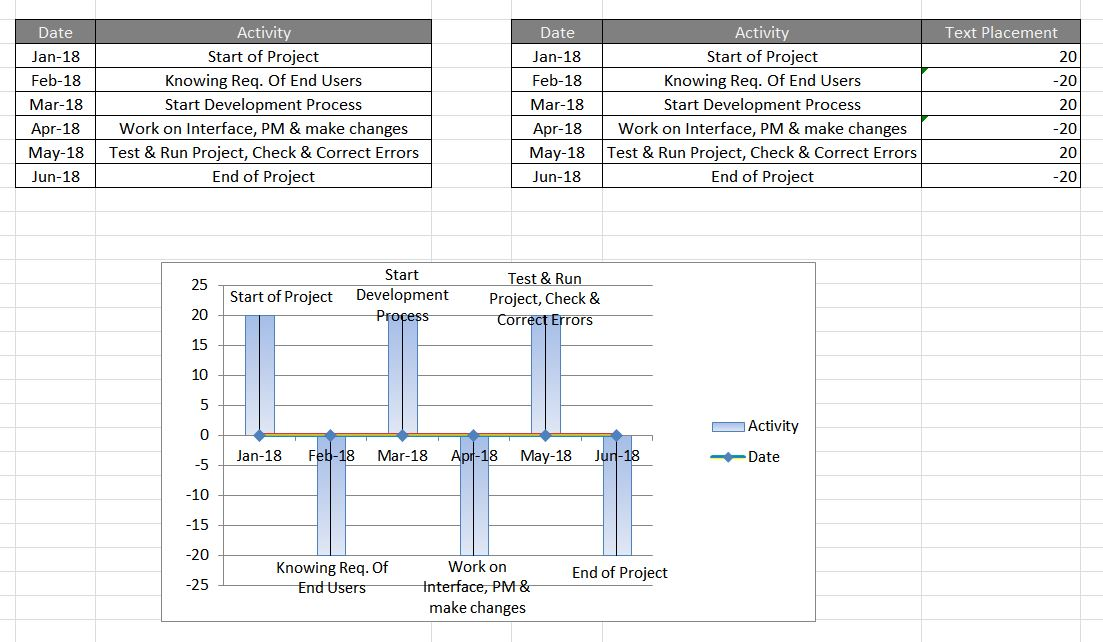 Date Activity
Jan-18 Start of Project
Feb-18 Knowing Req. Of End Users
Mar-18 Start Development Process
Apr-18 Work on Interface, PM & make changes
May-18 Test & Run Project, Check & Correct Errors
Jun-18 End of Project
Date Activity Text Placement
Jan-18 Start of Project 20
Feb-18 Knowing Req. Of End Users -20
Mar-18 Start Development Process 20
Apr-18 Work on Interface, PM & make changes -20
May-18 Test & Run Project, Check & Correct Errors 20
Jun-18 End of Project -20
25
20
15
10
5
0
-5
-10
-15
-20
-25
Start of Project
Start
Development
Process
Test & Run
Project, Check &
Correct Errors
Jan-18 Feb-18 Mar-18 Apr-18 May-18 Jun-18
Knowing Req. Of
End Users
Work on
Interface, PM &
make changes
End of Project
Activity
Date